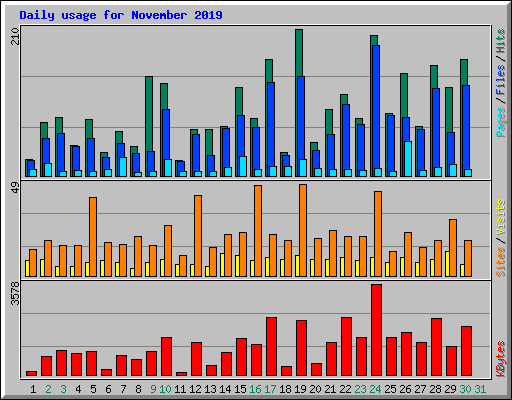 Daily usage for November 2019
210
Pages / Files / Hits
49
Sites / Visits
3578
KBytes
1 2 3 4 5 6 7 8 9 10 11 12 13 14 15 16 17 18 19 20 21 22 23 24 25 26 27 28 29 30 31